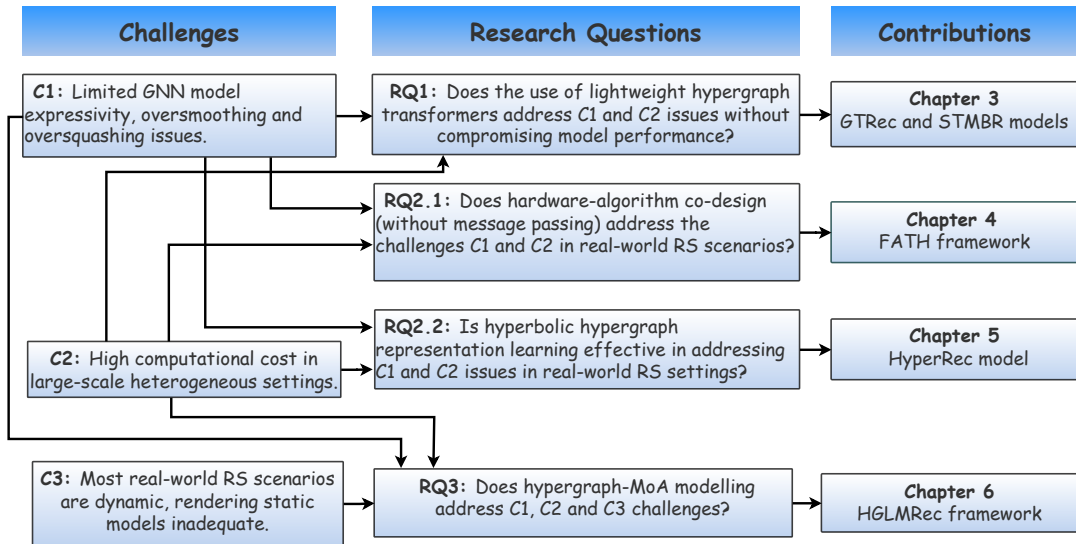 Challenges
Research Questions
Contributions
C1: Limited GNN model
expressivity, oversmoothing and
oversquashing issues.
RQ1: Does the use of lightweight hypergraph
transformers address C1 and C2 issues without
compromising model performance?
Chapter 3
GTRec and STMBR models
RQ2.1: Does hardware-algorithm co-design
(without message passing) address the
challenges C1 and C2 in real-world RS scenarios?
Chapter 4
FATH framework
C2: High computational cost in
large-scale heterogeneous settings.
RQ2.2: Is hyperbolic hypergraph
representation learning effective in addressing
C1 and C2 issues in real-world RS settings?
Chapter 5
HyperRec model
C3: Most real-world RS scenarios
are dynamic, rendering static
models inadequate.
RQ3: Does hypergraph-MoA modelling
address C1, C2 and C3 challenges?
Chapter 6
HGLMRec framework